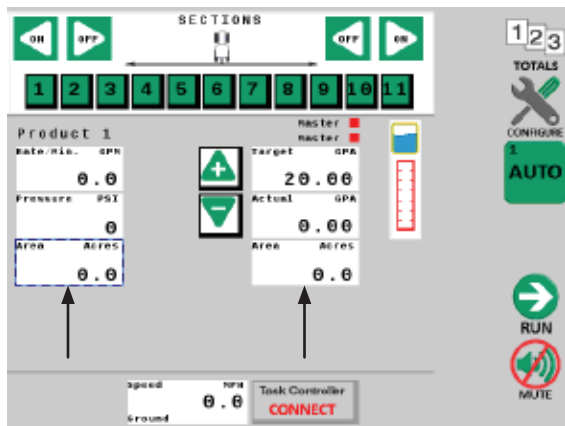 SECTIONS
ON OFF OFF ON
1 2 3 4 5 6 7 8 9 10 11
Master
Master
Product 1
Rate/Min. GPM
0.0
Pressure PSI
0
Area Acres
0.0
Target GPA
20.00
Actual GPA
0.00
Area Acres
0.0
Speed MPH
0.0
Ground
Task Controller
CONNECT
1 2 3
TOTALS
CONFIGURE
1
AUTO
RUN
MUTE